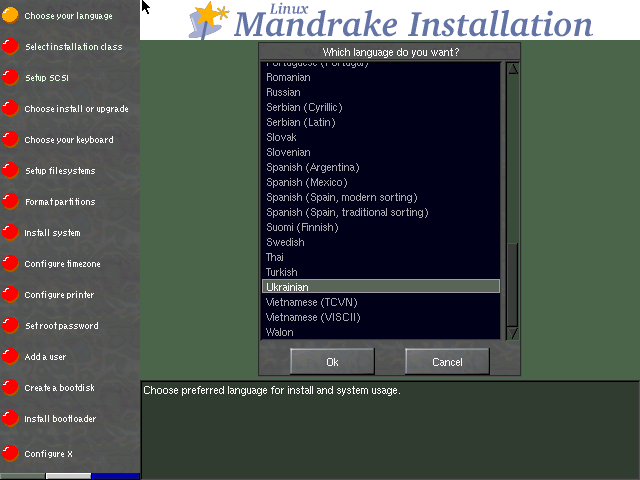 Choose your language
Select installation class
Setup SCSI
Choose install or upgrade
Choose your keyboard
Setup filesystems
Format partitions
Install system
Configure timezone
Configure printer
Set root password
Add a user
Create a bootdisk
Install bootloader
Configure X
Linux
Mandrake Installation
Which language do you want?
Portuguese (Portugal)
Romanian
Russian
Serbian (Cyrillic)
Serbian (Latin)
Slovak
Slovenian
Spanish (Argentina)
Spanish (Mexico)
Spanish (Spain, modern sorting)
Spanish (Spain, traditional sorting)
Suomi (Finnish)
Swedish
Thai
Turkish
Ukrainian
Vietnamese (TCVN)
Vietnamese (VISCII)
Walon
Ok
Cancel
Choose preferred language for install and system usage.